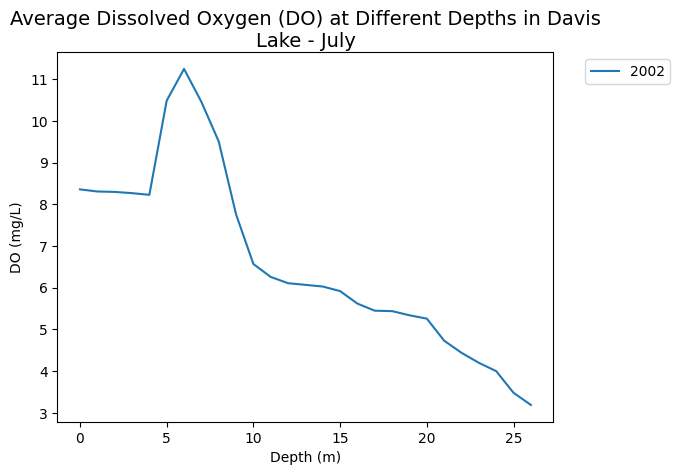 Average Dissolved Oxygen (DO) at Different Depths in Davis
Lake - July
2002
11
10
9
8
7
6
5
4
3
DO (mg/L)
0 5 10 15 20 25
Depth (m)